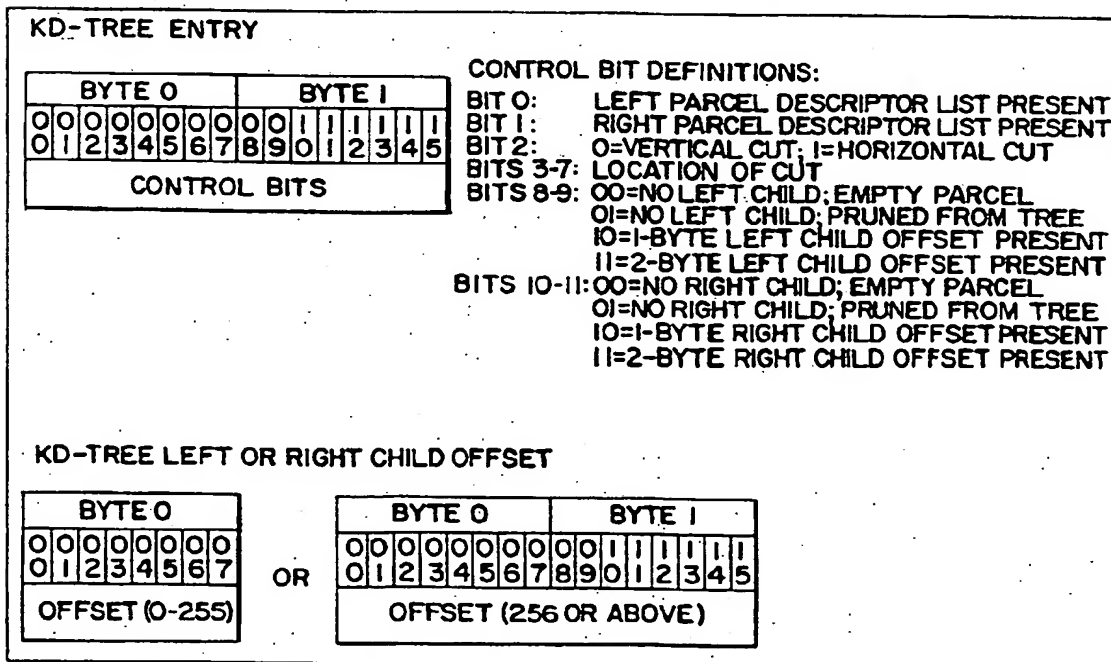 KD-TREE ENTRY
BYTE 0 BYTE 1
0 0 0 0 0 0 0 0 0 0 1 1 1 1 1 1
0 1 2 3 4 5 6 7 8 9 0 1 2 3 4 5
CONTROL BITS
CONTROL BIT DEFINITIONS:
BIT 0: LEFT PARCEL DESCRIPTOR LIST PRESENT
BIT 1: RIGHT PARCEL DESCRIPTOR LIST PRESENT
BIT 2: 0=VERTICAL CUT; 1=HORIZONTAL CUT
BITS 3-7: LOCATION OF CUT
BITS 8-9: 00=NO LEFT CHILD; EMPTY PARCEL
01=NO LEFT CHILD; PRUNED FROM TREE
10=1-BYTE LEFT CHILD OFFSET PRESENT
11=2-BYTE LEFT CHILD OFFSET PRESENT
BITS 10-11: 00=NO RIGHT CHILD; EMPTY PARCEL
01=NO RIGHT CHILD; PRUNED FROM TREE
10=1-BYTE RIGHT CHILD OFFSET PRESENT
11=2-BYTE RIGHT CHILD OFFSET PRESENT
KD-TREE LEFT OR RIGHT CHILD OFFSET
BYTE 0
0 0 0 0 0 0 0 0
0 1 2 3 4 5 6 7
OFFSET (0-255)
OR
BYTE 0 BYTE 1
0 0 0 0 0 0 0 0 0 0 1 1 1 1 1 1
0 1 2 3 4 5 6 7 8 9 0 1 2 3 4 5
OFFSET (256 OR ABOVE)